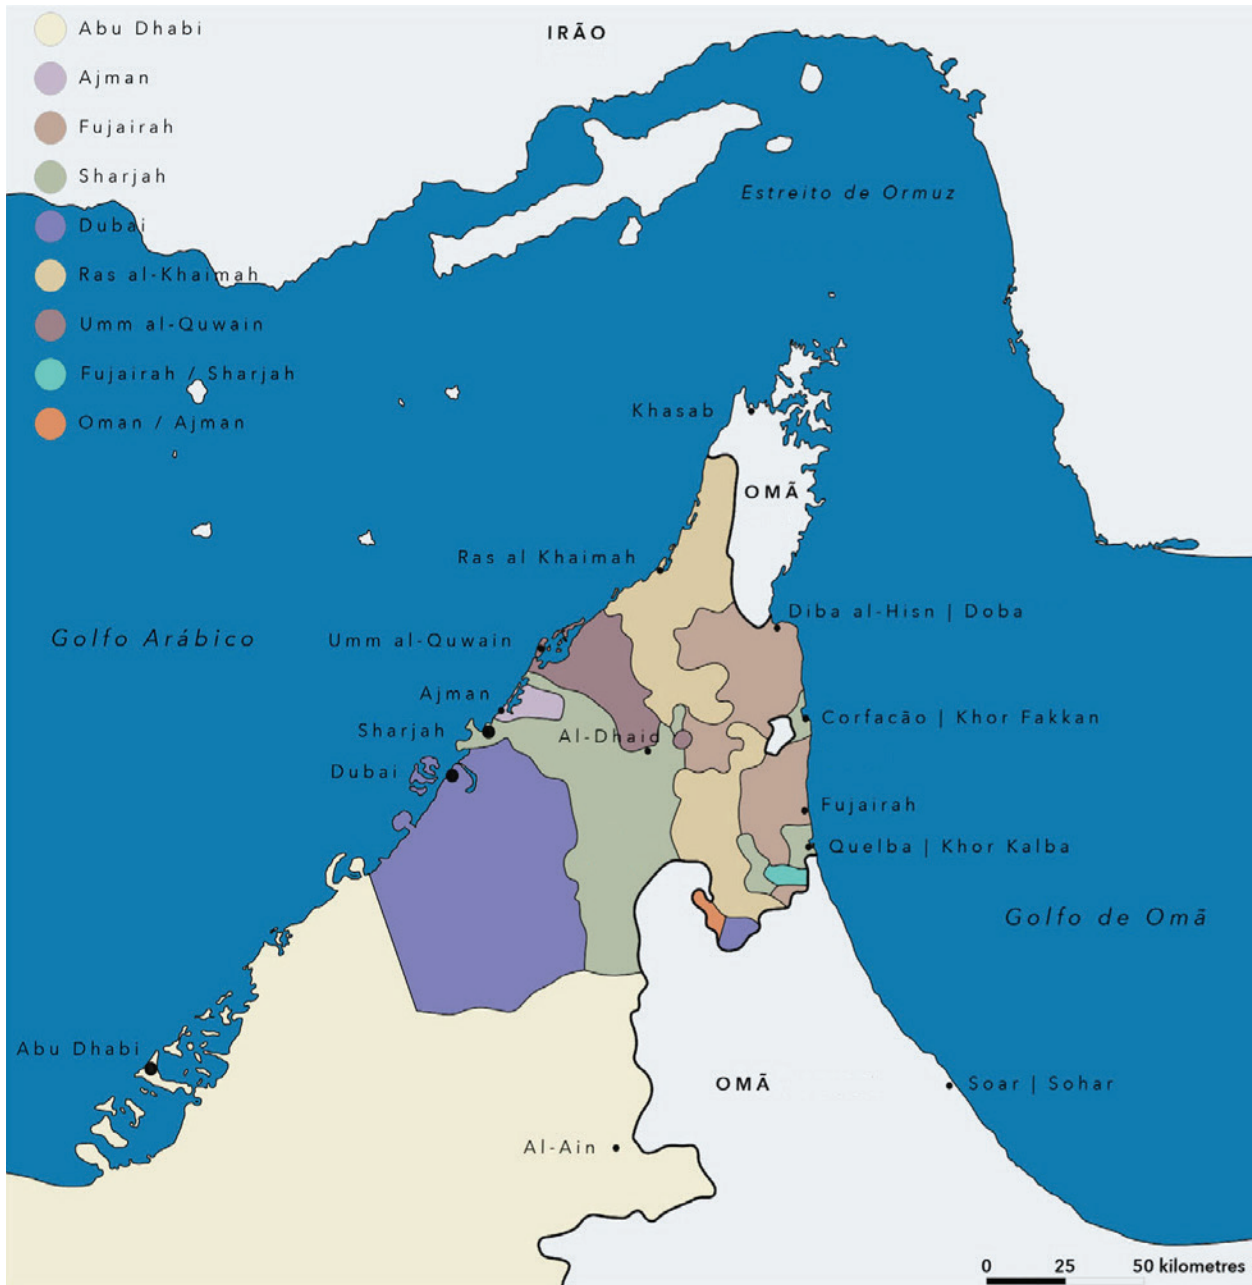 Abu Dhabi
Ajman
Fujairah
Sharjah
Dubai
Ras al-Khaimah
Umm al-Quwain
Fujairah / Sharjah
Oman / Ajman
IRÃO
Estreito de Ormuz
Khasab
OMÃ
Ras al Khaimah
Diba al-Hisn | Doba
Golfo Arábico
Umm al-Quwain
Ajman
Corfacão | Khor Fakkan
Sharjah
Al-Dhaid
Dubai
Fujairah
Quelba | Khor Kalba
Golfo de Omã
Abu Dhabi
OMÃ
Soar | Sohar
Al-Ain
0 25 50 kilometres